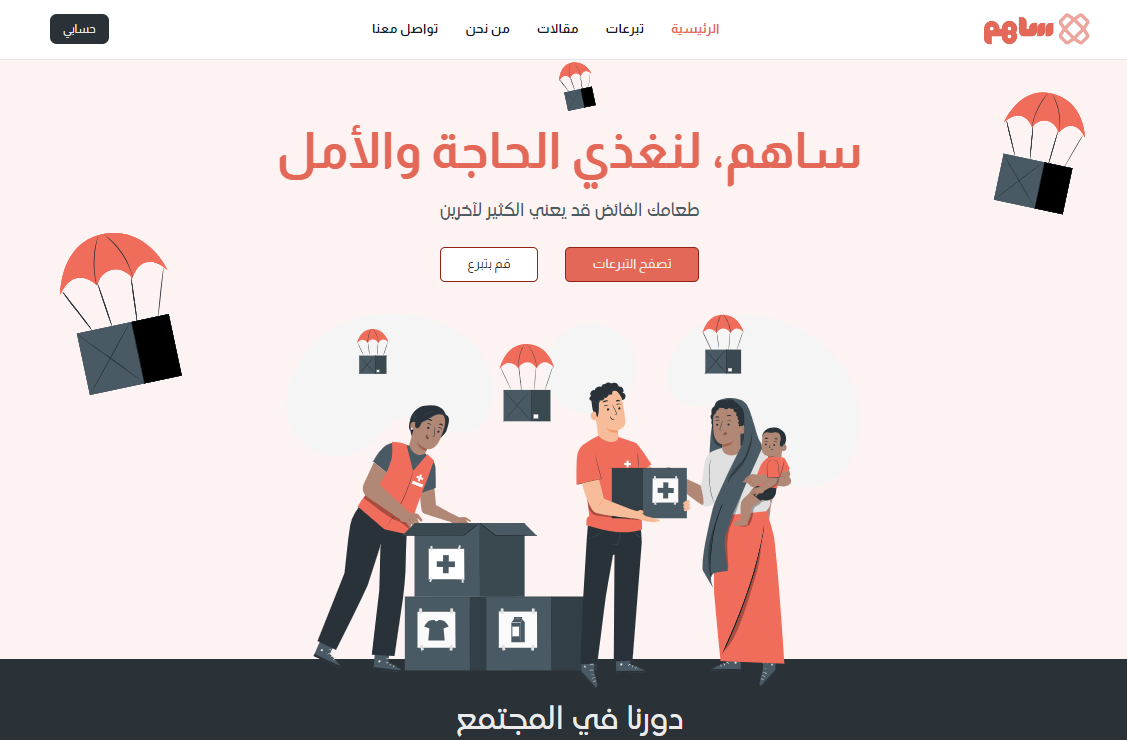 ساهم
الرئيسية
تبرعات
مقالات
من نحن
تواصل معنا
حسابي
ساهم، لنغذي الحاجة والأمل
طعامك الفائض قد يعني الكثير لآخرين
تصفح التبرعات
قم بتبرع
دورنا في المجتمع